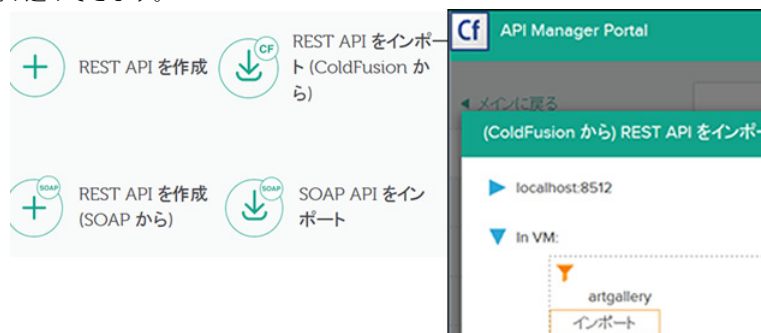 REST API を作成
CF
REST API をインポー
ト (ColdFusion か
ら)
SOAP
REST API を作成
(SOAP から)
SOAP
SOAP API をイン
ポート
Cf API Manager Portal
メインに戻る
(ColdFusion から) REST API をインポー
localhost:8512
In VM:
artgallery
インポート